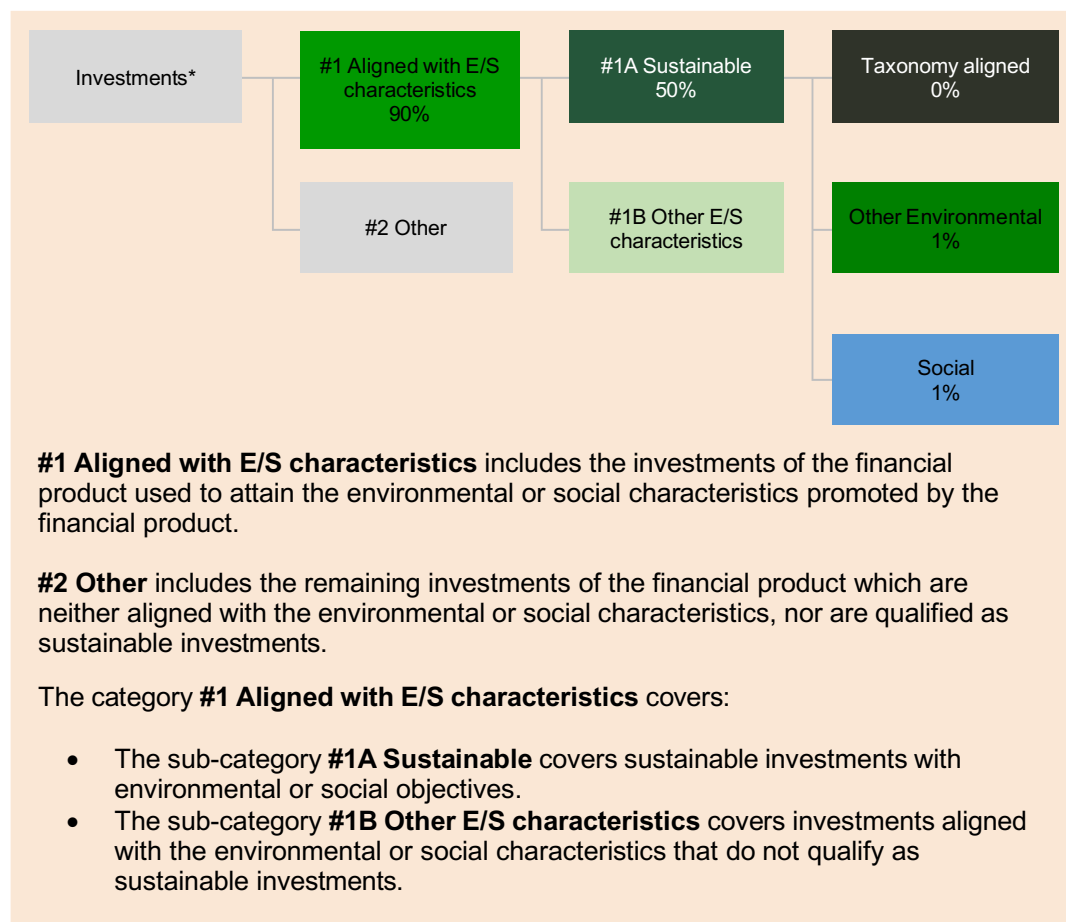 Investments*
#1 Aligned with E/S
characteristics
90%
#1A Sustainable
50%
Taxonomy aligned
0%
#2 Other
#1B Other E/S
characteristics
Other Environmental
1%
Social
1%
#1 Aligned with E/S characteristics includes the investments of the financial
product used to attain the environmental or social characteristics promoted by the
financial product.
#2 Other includes the remaining investments of the financial product which are
neither aligned with the environmental or social characteristics, nor are qualified as
sustainable investments.
The category #1 Aligned with E/S characteristics covers:
• The sub-category #1A Sustainable covers sustainable investments with
environmental or social objectives.
• The sub-category #1B Other E/S characteristics covers investments aligned
with the environmental or social characteristics that do not qualify as
sustainable investments.